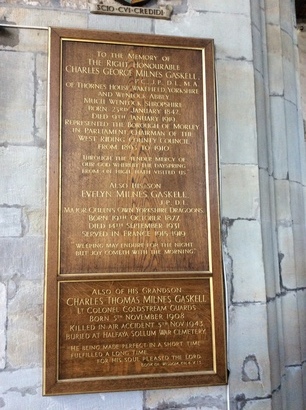 SCIO·CVI·CREDIDI
TO THE MEMORY OF
THE RIGHT HONOURABLE
CHARLES GEORGE MILNES GASKELL
P.C. J.P. D.L. M.A.
OF THORNES HOUSE, WAKEFIELD, YORKSHIRE
AND WENLOCK ABBEY
MUCH WENLOCK SHROPSHIRE
BORN 23RD JANUARY 1842
DIED 9TH JANUARY 1919
REPRESENTED THE BOROUGH OF MORLEY
IN PARLIAMENT, CHAIRMAN OF THE
WEST RIDING COUNTY COUNCIL
FROM 1893 TO 1910
THROUGH THE TENDER MERCY OF
OUR GOD WHEREBY THE DAYSPRING
FROM ON HIGH HATH VISITED US
ALSO HIS SON
EVELYN MILNES GASKELL
J.P. D.L.
MAJOR QUEEN'S OWN YORKSHIRE DRAGOONS
BORN 19TH OCTOBER 1877
DIED 14TH SEPTEMBER 1931
SERVED IN FRANCE 1915-1919
"WEEPING MAY ENDURE FOR THE NIGHT
BUT JOY COMETH WITH THE MORNING"
ALSO OF HIS GRANDSON
CHARLES THOMAS MILNES GASKELL
LT COLONEL COLDSTREAM GUARDS
BORN 5TH NOVEMBER 1908
KILLED IN AIR ACCIDENT 5TH NOV 1943
BURIED AT HALFAYA SOLLUM WAR CEMETERY
HE BEING MADE PERFECT IN A SHORT TIME
FULFILLED A LONG TIME
FOR HIS SOUL PLEASED THE LORD
BOOK OF WISDOM